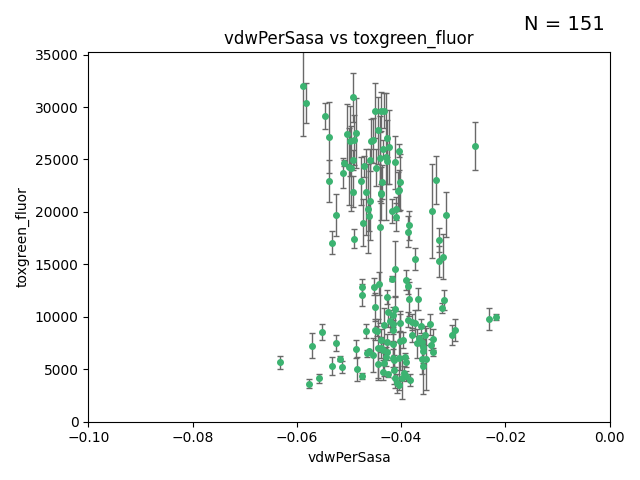 N = 151
vdwPerSasa vs toxgreen_fluor
35000
30000
25000
20000
15000
10000
5000
0
toxgreen_fluor
−0.10 −0.08 −0.06 −0.04 −0.02 0.00
vdwPerSasa